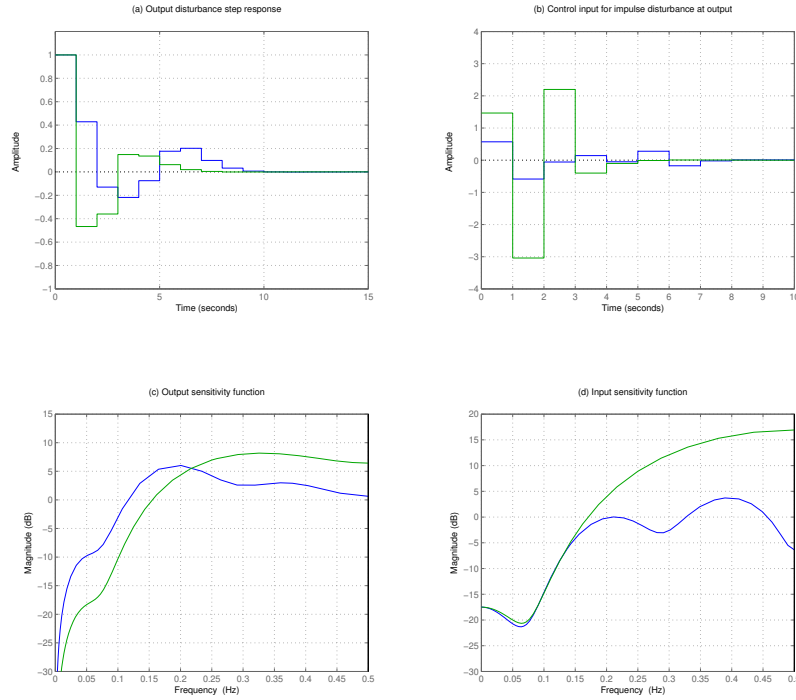 (a) Output disturbance step response
Amplitude
1
0.8
0.6
0.4
0.2
0
−0.2
−0.4
−0.6
−0.8
−1
0 5 10 15
Time (seconds)
(b) Control input for impulse disturbance at output
Amplitude
4
3
2
1
0
−1
−2
−3
−4
0 1 2 3 4 5 6 7 8 9 10
Time (seconds)
(c) Output sensitivity function
Magnitude (dB)
15
10
5
0
−5
−10
−15
−20
−25
−30
0 0.05 0.1 0.15 0.2 0.25 0.3 0.35 0.4 0.45 0.5
Frequency (Hz)
(d) Input sensitivity function
Magnitude (dB)
20
15
10
5
0
−5
−10
−15
−20
−25
−30
0 0.05 0.1 0.15 0.2 0.25 0.3 0.35 0.4 0.45 0.5
Frequency (Hz)